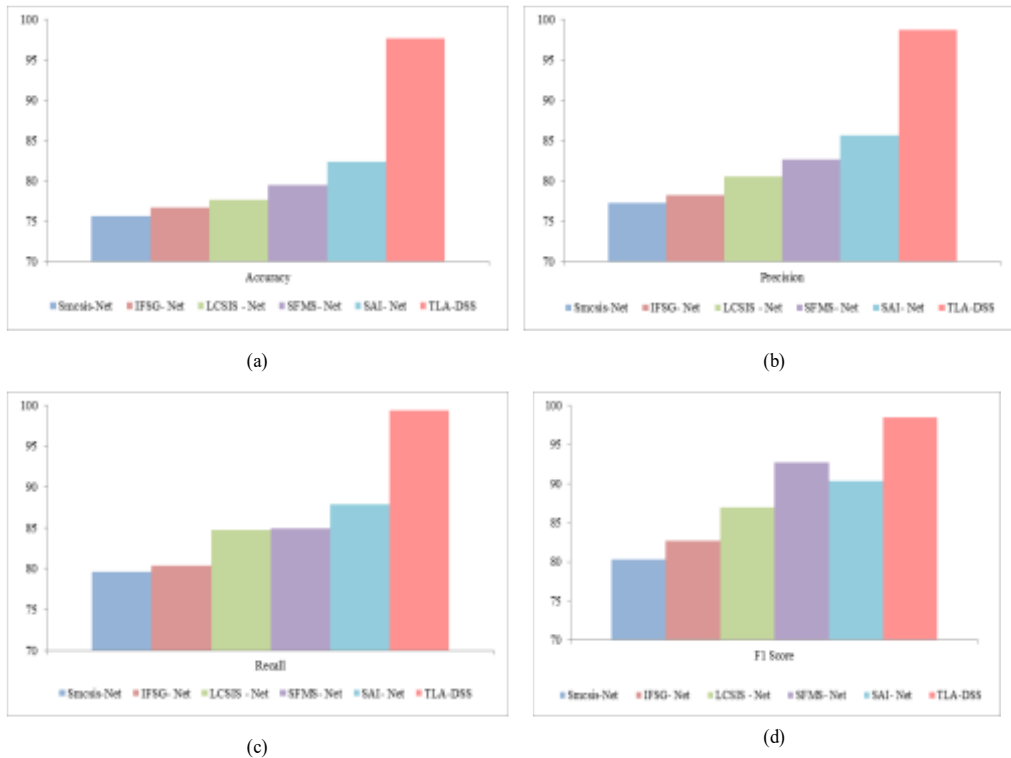 100
95
90
85
80
75
70
Accuracy
Smcsis-Net IFSG- Net LCSIS - Net SFMS- Net SAI- Net TLA-DSS
(a)
100
95
90
85
80
75
70
Precision
Smcsis-Net IFSG- Net LCSIS - Net SFMS- Net SAI- Net TLA-DSS
(b)
100
95
90
85
80
75
70
Recall
Smcsis-Net IFSG- Net LCSIS - Net SFMS- Net SAI- Net TLA-DSS
(c)
100
95
90
85
80
75
70
F1 Score
Smcsis-Net IFSG- Net LCSIS - Net SFMS- Net SAI- Net TLA-DSS
(d)